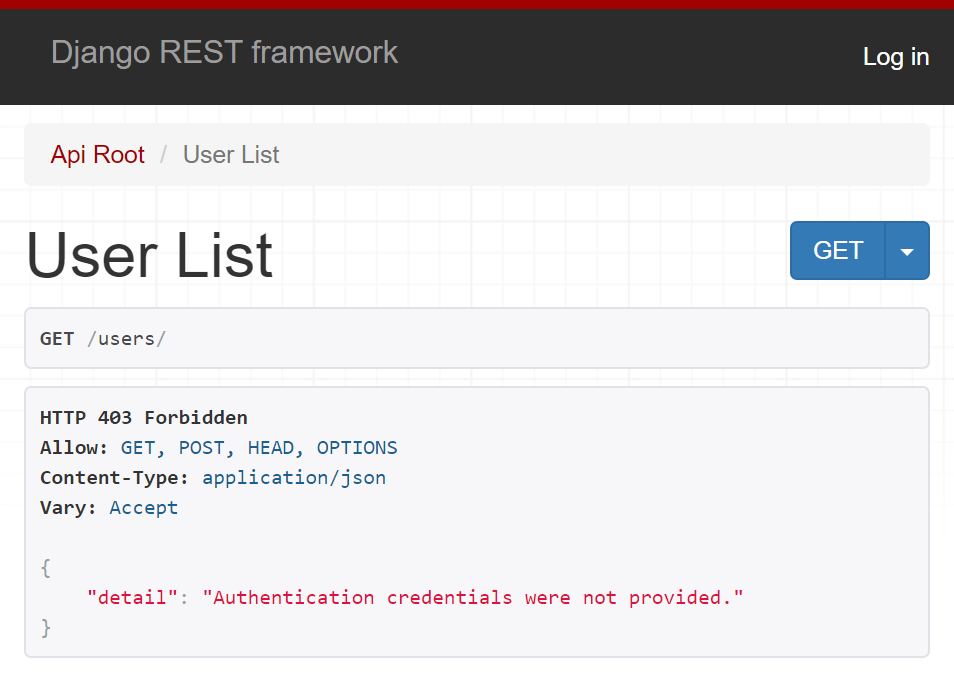 Django REST framework
Log in
Api Root / User List
User List
GET
GET /users/
HTTP 403 Forbidden
Allow: GET, POST, HEAD, OPTIONS
Content-Type: application/json
Vary: Accept
{
    "detail": "Authentication credentials were not provided."
}